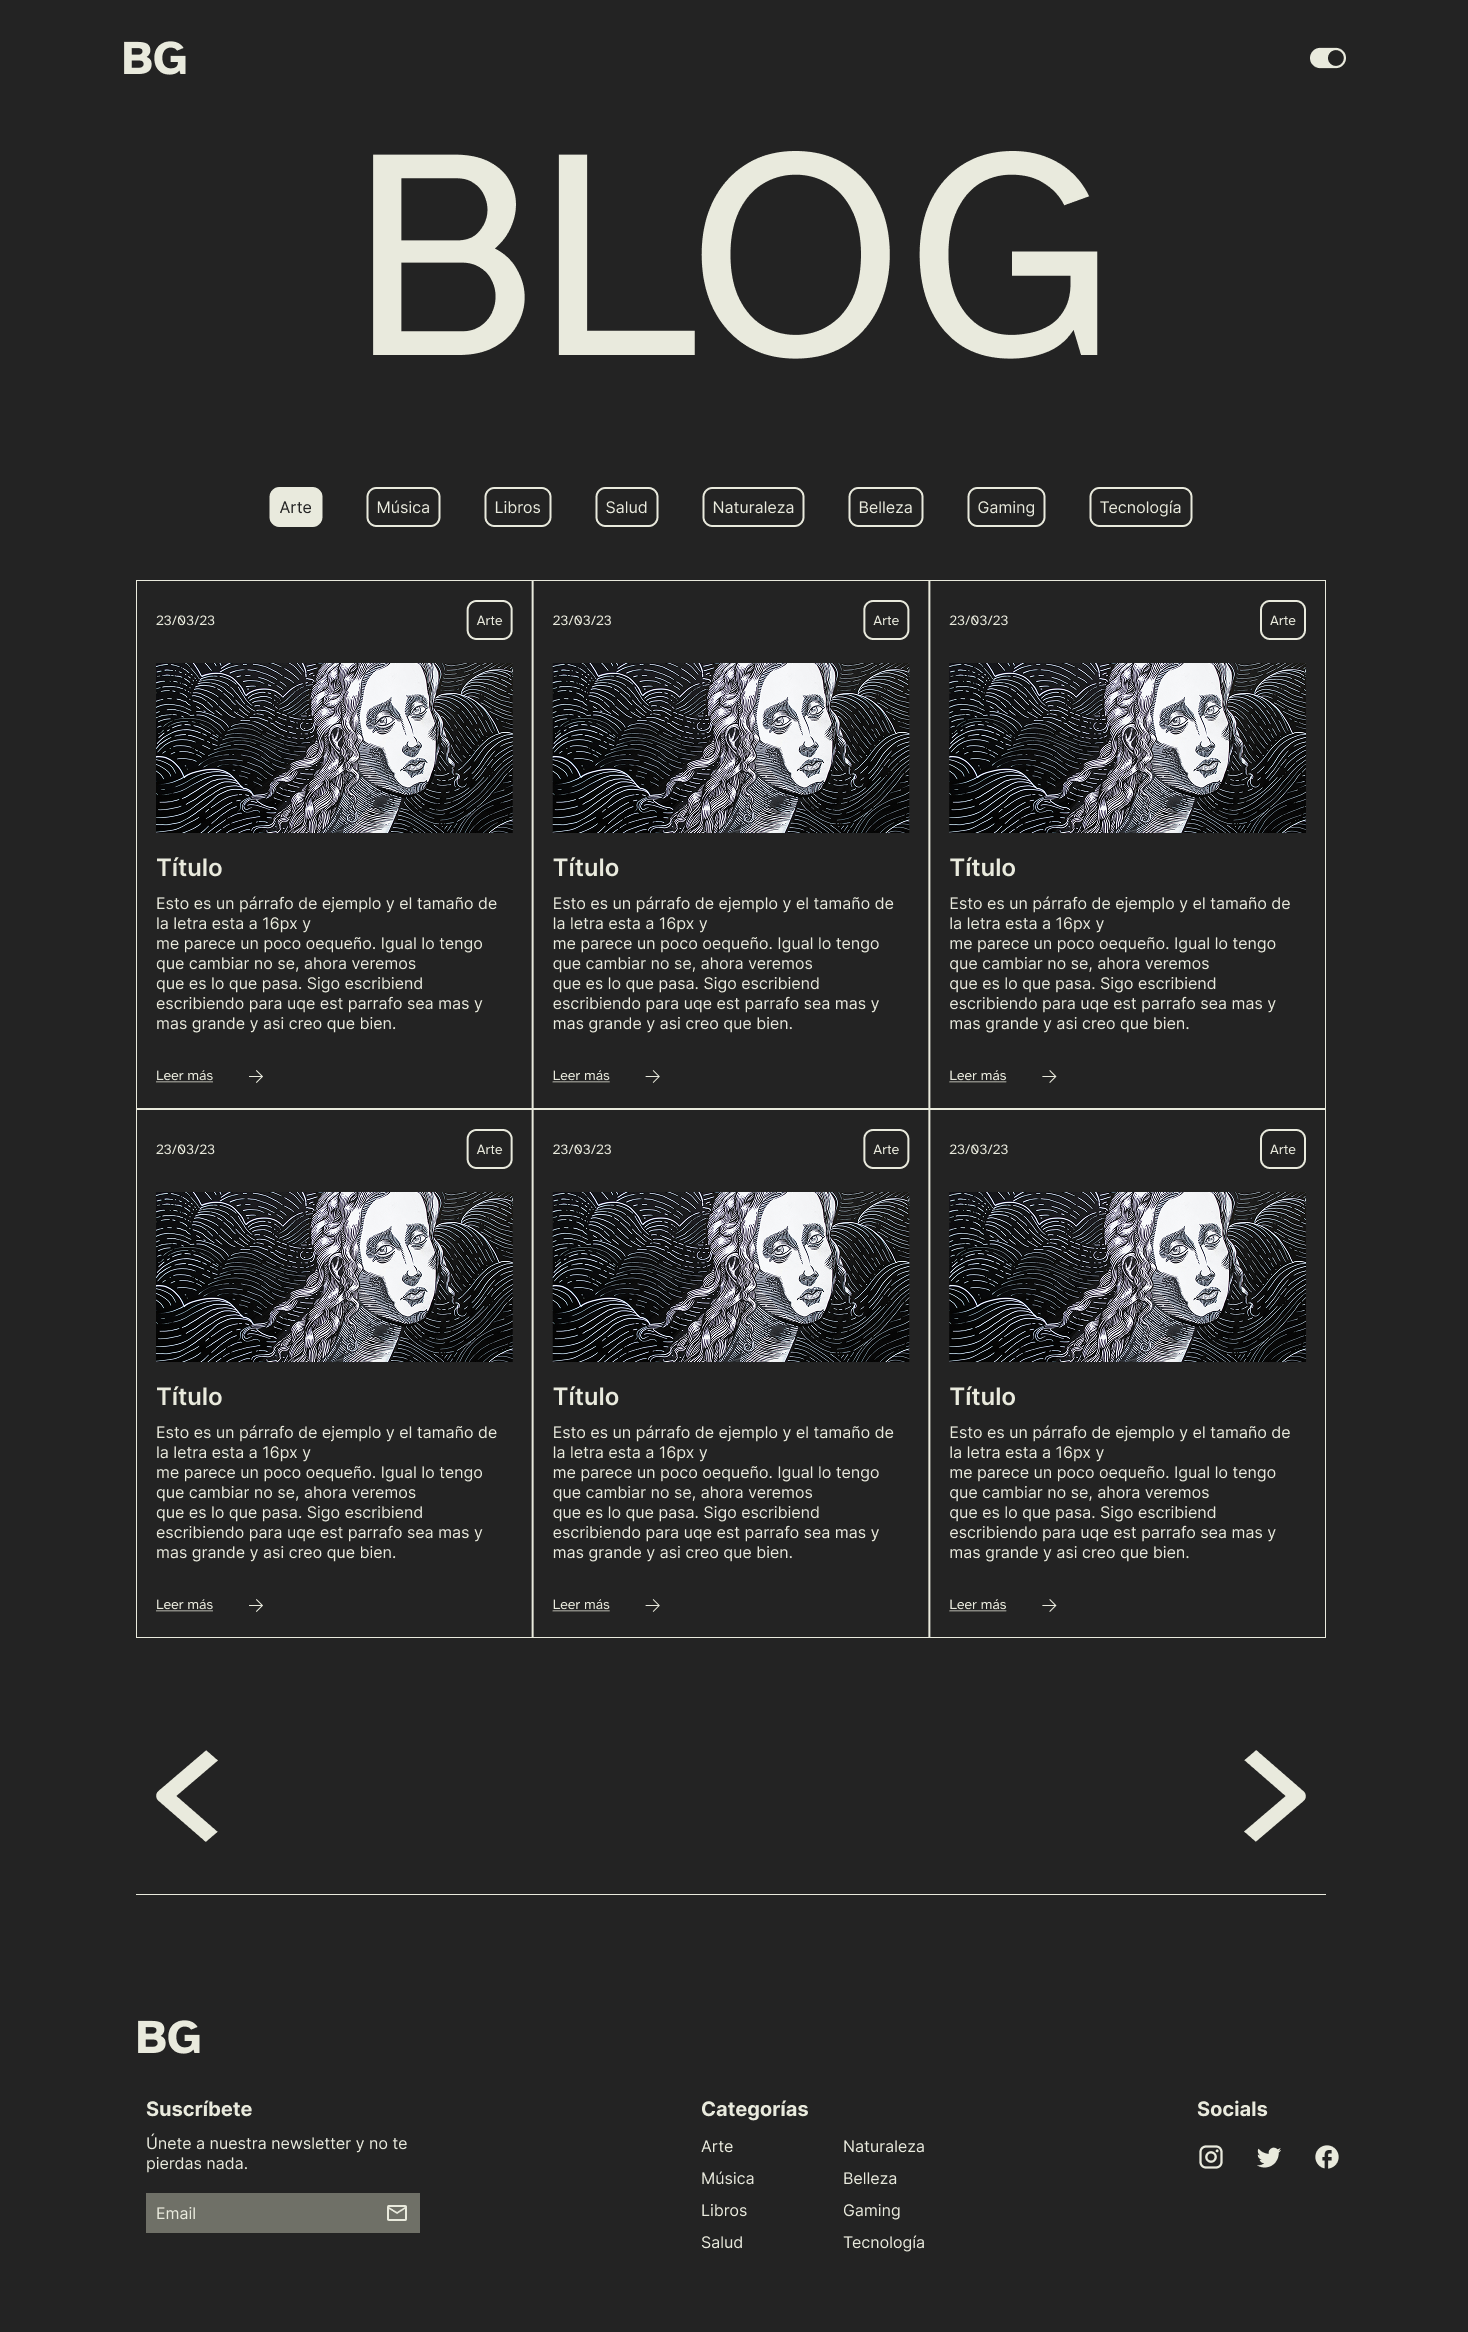 BG
BLOG
Arte Música Libros Salud Naturaleza Belleza Gaming Tecnología
23/03/23 Arte
Título
Esto es un párrafo de ejemplo y el tamaño de
la letra esta a 16px y
me parece un poco oequeño. Igual lo tengo
que cambiar no se, ahora veremos
que es lo que pasa. Sigo escribiend
escribiendo para uqe est parrafo sea mas y
mas grande y asi creo que bien.
Leer más
23/03/23 Arte
Título
Esto es un párrafo de ejemplo y el tamaño de
la letra esta a 16px y
me parece un poco oequeño. Igual lo tengo
que cambiar no se, ahora veremos
que es lo que pasa. Sigo escribiend
escribiendo para uqe est parrafo sea mas y
mas grande y asi creo que bien.
Leer más
23/03/23 Arte
Título
Esto es un párrafo de ejemplo y el tamaño de
la letra esta a 16px y
me parece un poco oequeño. Igual lo tengo
que cambiar no se, ahora veremos
que es lo que pasa. Sigo escribiend
escribiendo para uqe est parrafo sea mas y
mas grande y asi creo que bien.
Leer más
23/03/23 Arte
Título
Esto es un párrafo de ejemplo y el tamaño de
la letra esta a 16px y
me parece un poco oequeño. Igual lo tengo
que cambiar no se, ahora veremos
que es lo que pasa. Sigo escribiend
escribiendo para uqe est parrafo sea mas y
mas grande y asi creo que bien.
Leer más
23/03/23 Arte
Título
Esto es un párrafo de ejemplo y el tamaño de
la letra esta a 16px y
me parece un poco oequeño. Igual lo tengo
que cambiar no se, ahora veremos
que es lo que pasa. Sigo escribiend
escribiendo para uqe est parrafo sea mas y
mas grande y asi creo que bien.
Leer más
23/03/23 Arte
Título
Esto es un párrafo de ejemplo y el tamaño de
la letra esta a 16px y
me parece un poco oequeño. Igual lo tengo
que cambiar no se, ahora veremos
que es lo que pasa. Sigo escribiend
escribiendo para uqe est parrafo sea mas y
mas grande y asi creo que bien.
Leer más
BG
Suscríbete
Únete a nuestra newsletter y no te
pierdas nada.
Email
Categorías
Arte
Música
Libros
Salud
Naturaleza
Belleza
Gaming
Tecnología
Socials